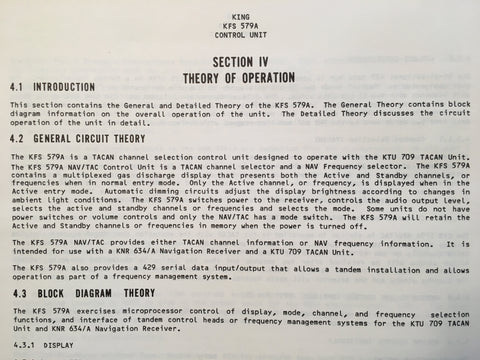 KING
KFS 579A
CONTROL UNIT
SECTION IV
THEORY OF OPERATION
4.1 INTRODUCTION
This section contains the General and Detailed Theory of the KFS 579A. The General Theory contains block
diagram information on the overall operation of the unit. The Detailed Theory discusses the circuit
operation of the unit in detail.
4.2 GENERAL CIRCUIT THEORY
The KFS 579A is a TACAN channel selection control unit designed to operate with the KTU 709 TACAN Unit.
The KFS 579A NAV/TAC Control Unit is a TACAN channel selector and a NAV Frequency selector. The KFS 579A
contains a multiplexed gas discharge display that presents both the Active and Standby channels, or
frequencies when in normal entry mode. Only the Active channel, or frequency, is displayed when in the
Active entry mode. Automatic dimming circuits adjust the display brightness according to changes in
ambient light conditions. The KFS 579A switches power to the receiver, controls the audio output level,
selects the active and standby channels or frequencies and selects the mode. Some units do not have
power switches or volume controls and only the NAV/TAC has a mode switch. The KFS 579A will retain the
Active and Standby channels or frequencies in memory when the power is turned off.
The KFS 579A NAV/TAC provides either TACAN channel information or NAV frequency information. It is
intended for use with a KNR 634/A Navigation Receiver and a KTU 709 TACAN Unit.
The KFS 579A also provides a 429 serial data input/output that allows a tandem installation and allows
operation as part of a frequency management system.
4.3 BLOCK DIAGRAM THEORY
The KFS 579A exercises microprocessor control of display, mode, channel, and frequency selection
functions, and interface of tandem control heads or frequency management systems for the KTU 709 TACAN
Unit and KNR 634/A Navigation Receiver.
4.3.1 DISPLAY